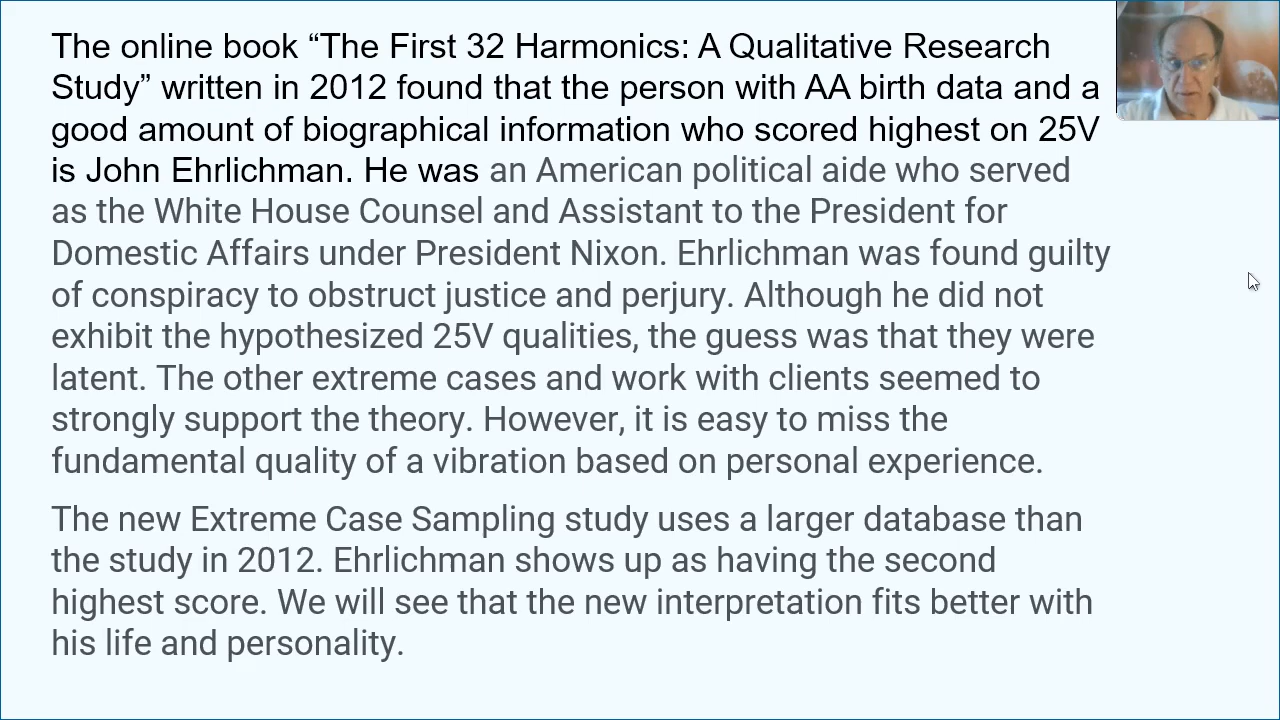 The online book “The First 32 Harmonics: A Qualitative Research
Study” written in 2012 found that the person with AA birth data and a
good amount of biographical information who scored highest on 25V
is John Ehrlichman. He was an American political aide who served
as the White House Counsel and Assistant to the President for
Domestic Affairs under President Nixon. Ehrlichman was found guilty
of conspiracy to obstruct justice and perjury. Although he did not
exhibit the hypothesized 25V qualities, the guess was that they were
latent. The other extreme cases and work with clients seemed to
strongly support the theory. However, it is easy to miss the
fundamental quality of a vibration based on personal experience.
The new Extreme Case Sampling study uses a larger database than
the study in 2012. Ehrlichman shows up as having the second
highest score. We will see that the new interpretation fits better with
his life and personality.